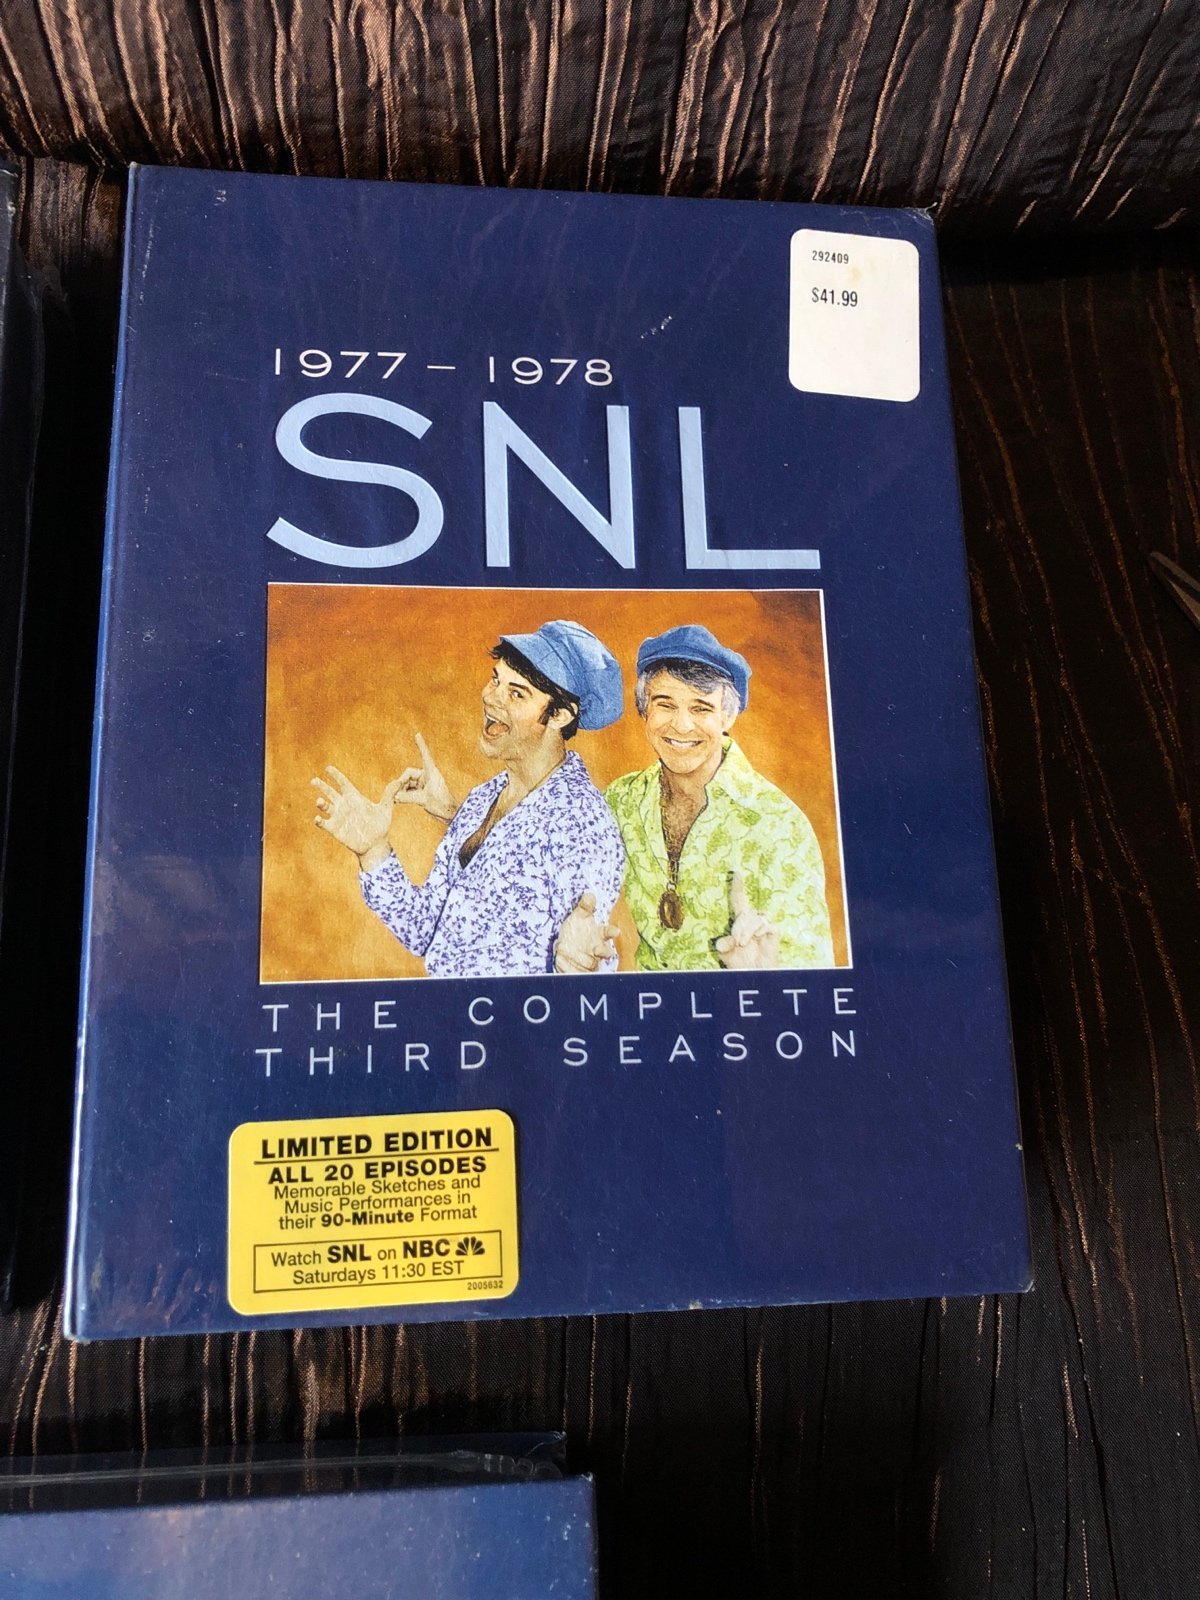 292409
$41.99
1977 – 1978
SNL
THE COMPLETE
THIRD SEASON
LIMITED EDITION
ALL 20 EPISODES
Memorable Sketches and
Music Performances in
their 90-Minute Format
Watch SNL on NBC
Saturdays 11:30 EST
2005632